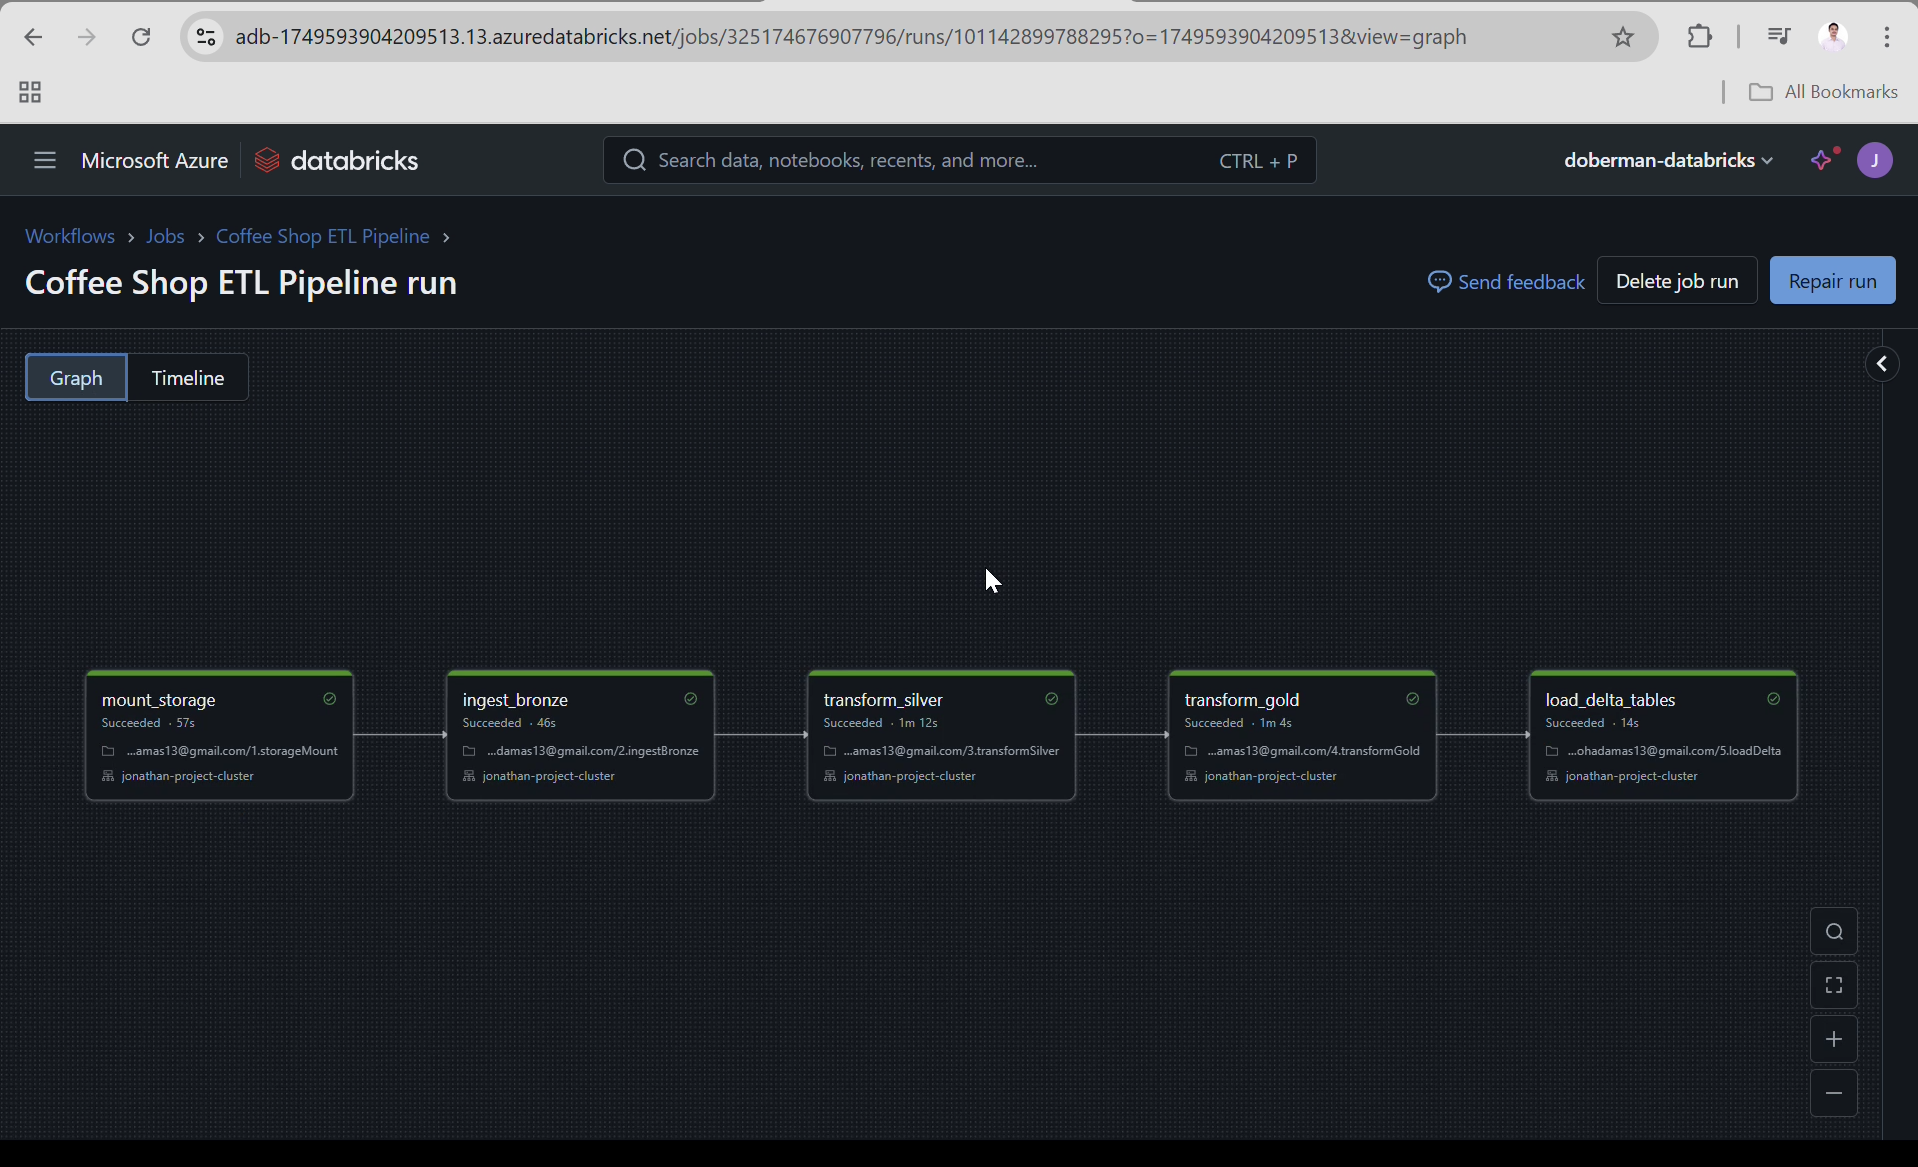 adb-1749593904209513.13.azuredatabricks.net/jobs/325174676907796/runs/101142899788295?o=1749593904209513&view=graph
All Bookmarks
Microsoft Azure
databricks
Search data, notebooks, recents, and more...
CTRL + P
doberman-databricks
J
Workflows › Jobs › Coffee Shop ETL Pipeline ›
Coffee Shop ETL Pipeline run
Send feedback
Delete job run
Repair run
Graph
Timeline
mount_storage
Succeeded · 57s
...amas13@gmail.com/1.storageMount
jonathan-project-cluster
ingest_bronze
Succeeded · 46s
...damas13@gmail.com/2.ingestBronze
jonathan-project-cluster
transform_silver
Succeeded · 1m 12s
...amas13@gmail.com/3.transformSilver
jonathan-project-cluster
transform_gold
Succeeded · 1m 4s
...amas13@gmail.com/4.transformGold
jonathan-project-cluster
load_delta_tables
Succeeded · 14s
...ohadamas13@gmail.com/5.loadDelta
jonathan-project-cluster